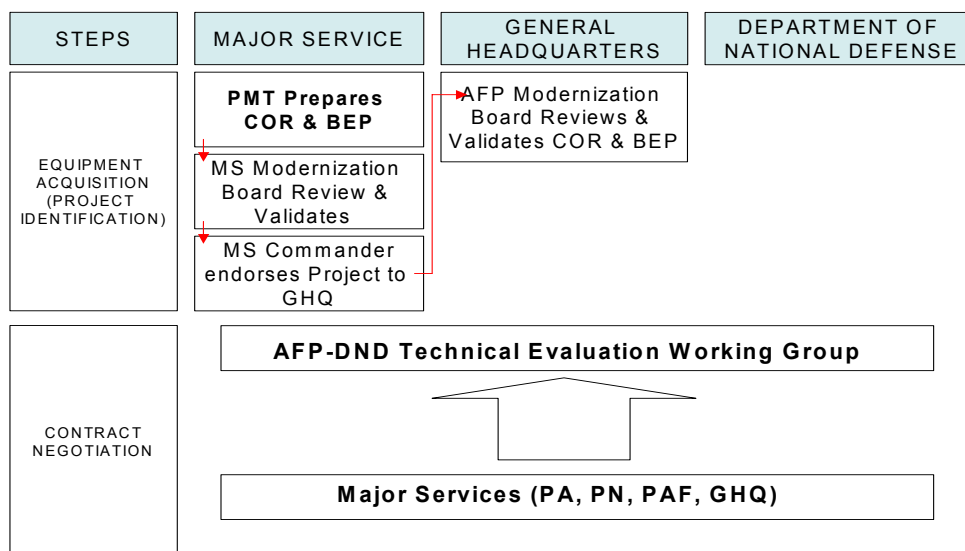 STEPS
MAJOR SERVICE
GENERAL
HEADQUARTERS
DEPARTMENT OF
NATIONAL DEFENSE
EQUIPMENT
ACQUISITION
(PROJECT
IDENTIFICATION)
PMT Prepares
COR & BEP
MS Modernization
Board Review &
Validates
MS Commander
endorses Project to
GHQ
AFP Modernization
Board Reviews &
Validates COR & BEP
CONTRACT
NEGOTIATION
AFP-DND Technical Evaluation Working Group
Major Services (PA, PN, PAF, GHQ)